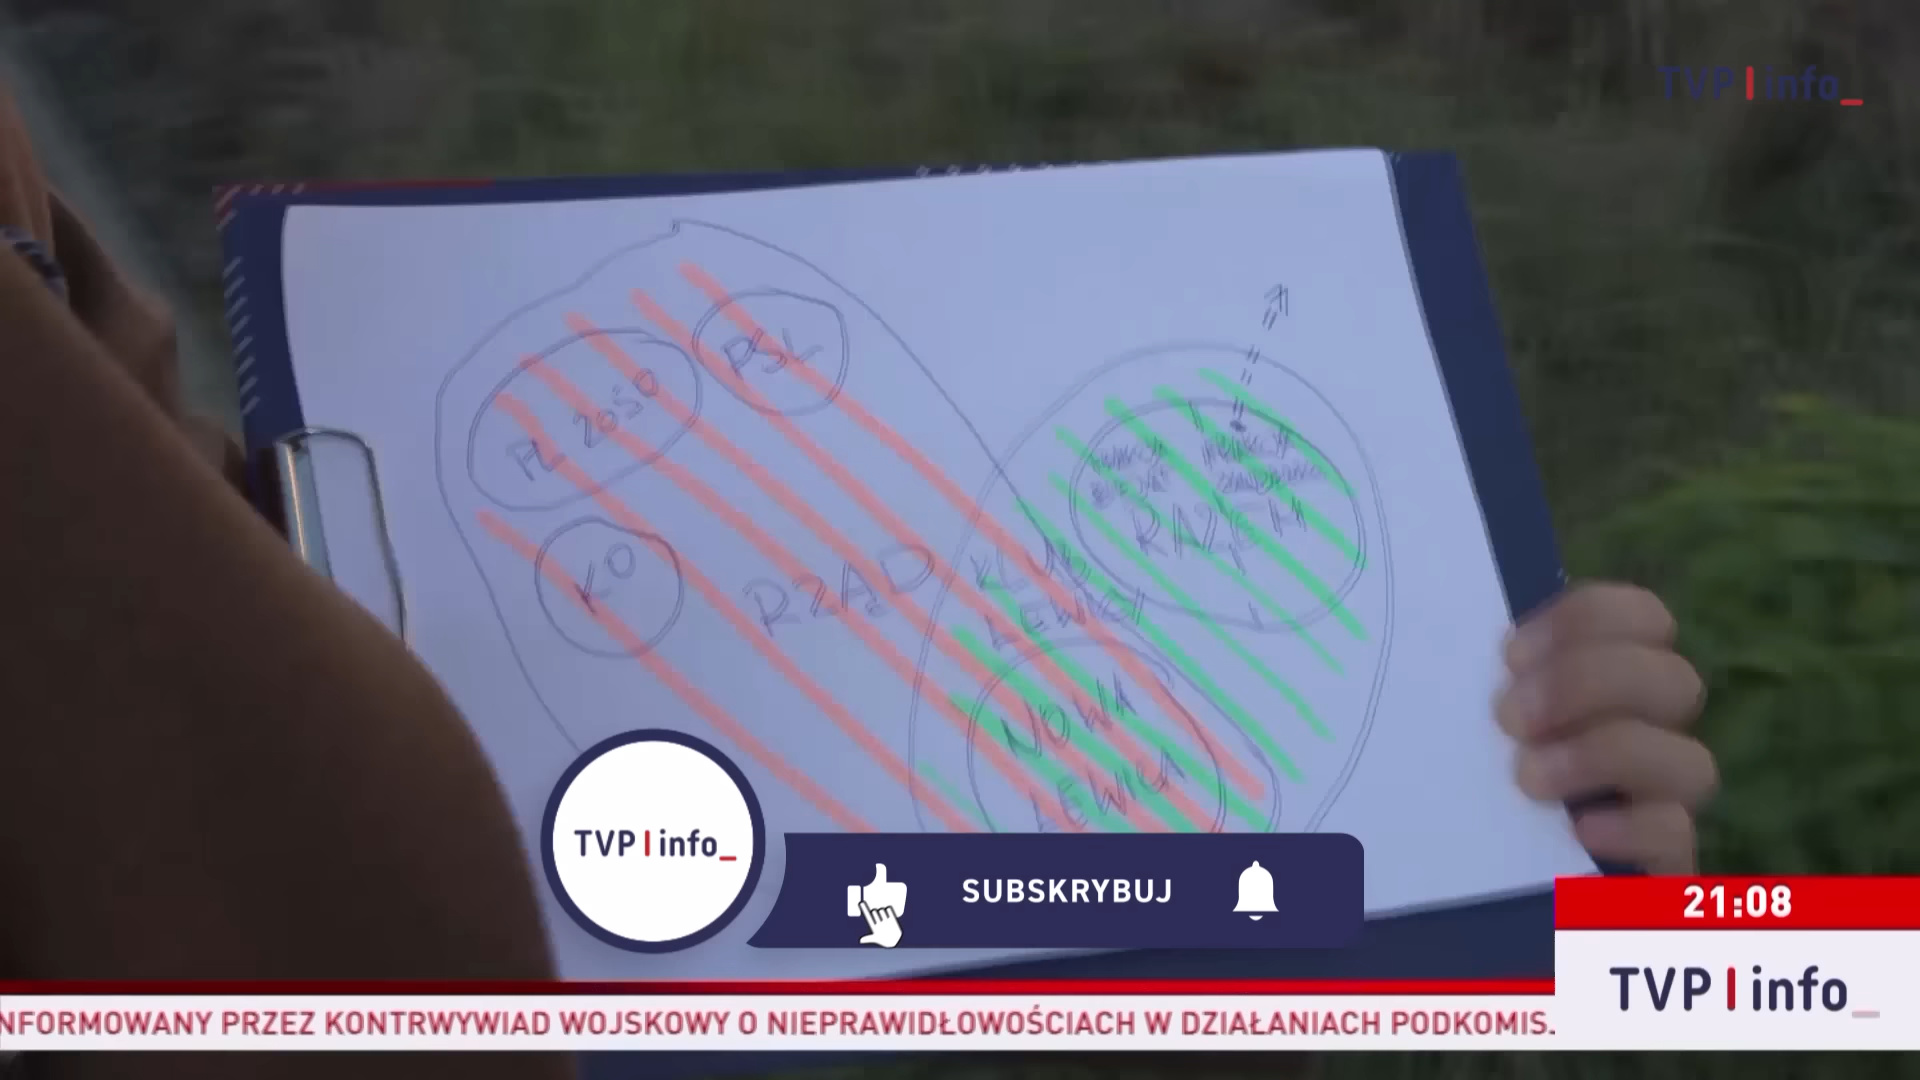 TVP info_
PSL
PL 2050
KO
RZĄD
KLUB
LEWICY
RAZEM
NOWA
LEWICA
TVP info_
SUBSKRYBUJ
21:08
TVP info_
NFORMOWANY PRZEZ KONTRWYWIAD WOJSKOWY O NIEPRAWIDŁOWOŚCIACH W DZIAŁANIACH PODKOMIS